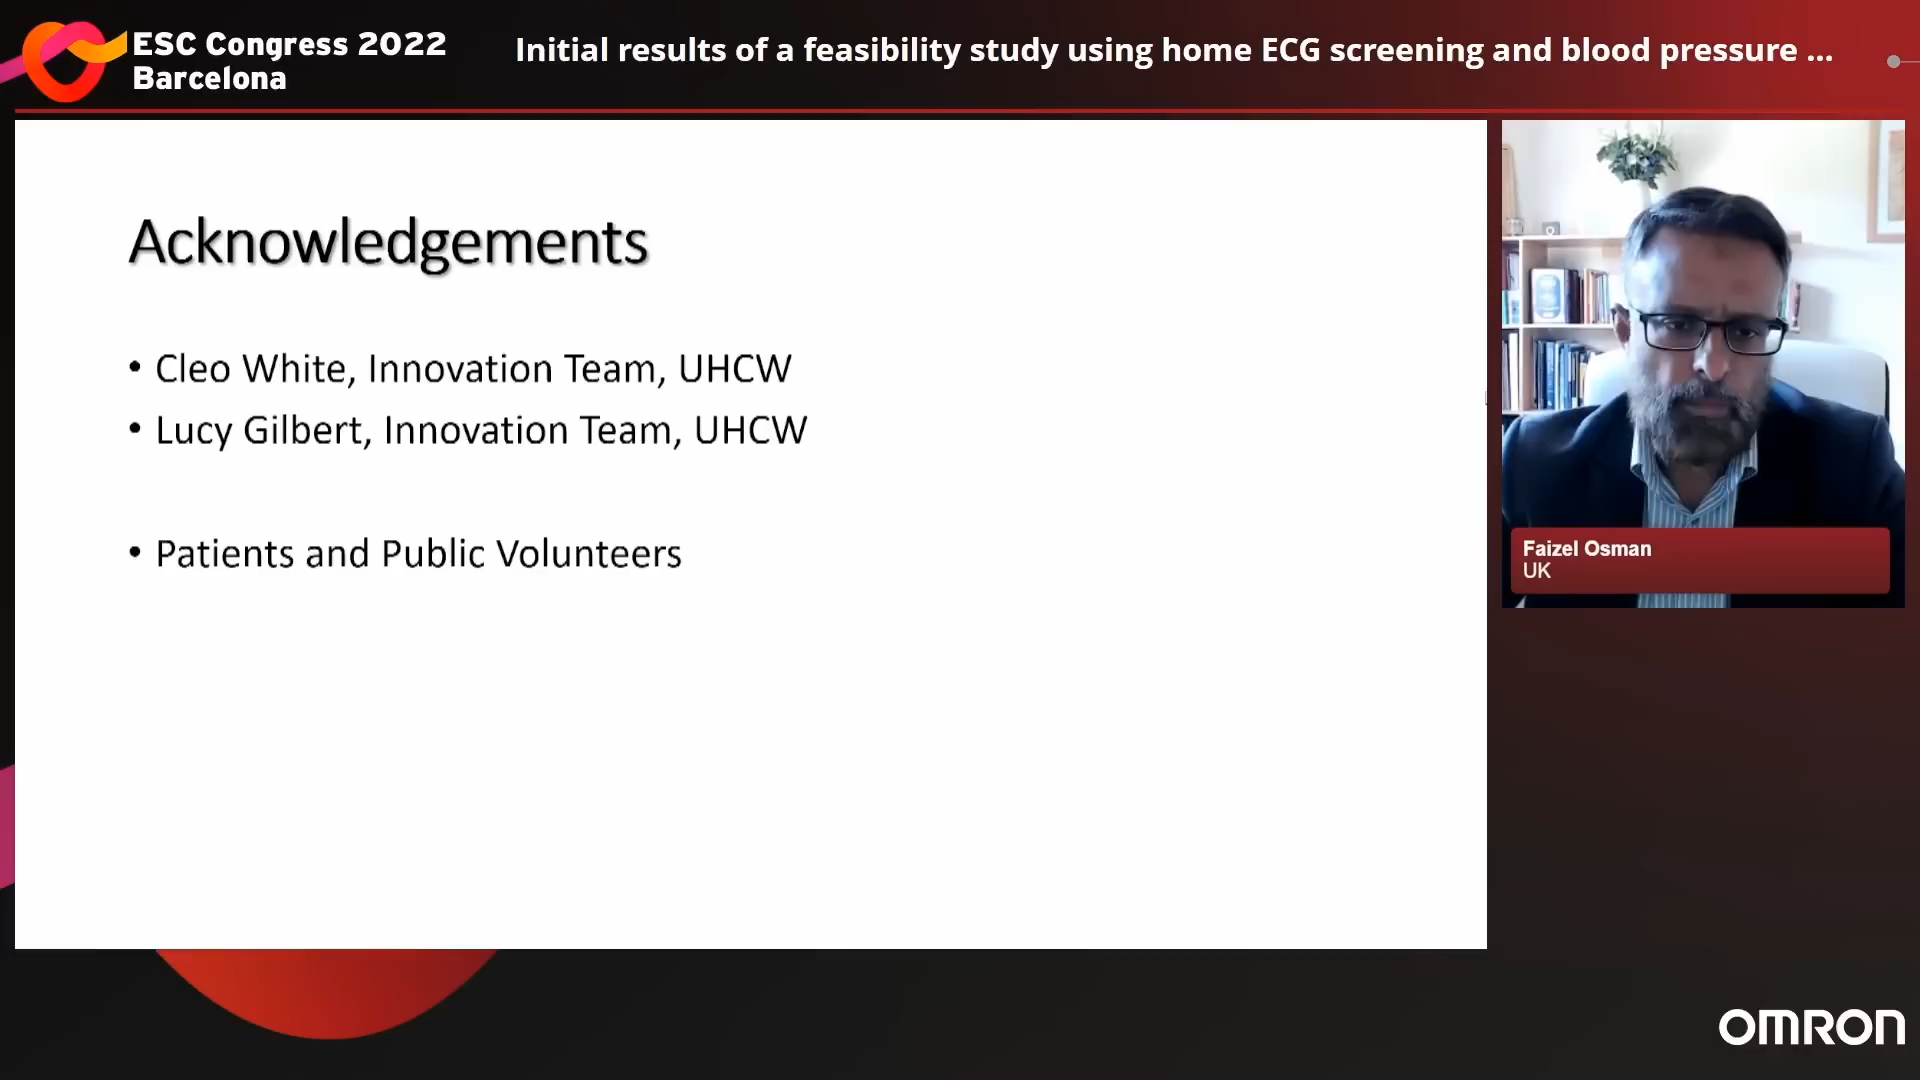 ESC Congress 2022
Barcelona
Initial results of a feasibility study using home ECG screening and blood pressure ...
Acknowledgements
• Cleo White, Innovation Team, UHCW
• Lucy Gilbert, Innovation Team, UHCW
• Patients and Public Volunteers
Faizel Osman
UK
OMRON